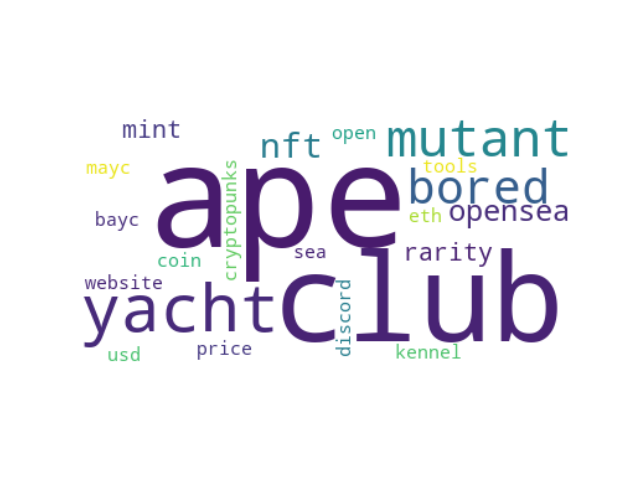 mint
nft
open
mutant
mayc
ape
tools
bored
cryptopunks
bayc
eth
opensea
coin
sea
rarity
website
yacht
club
discord
usd
price
kennel